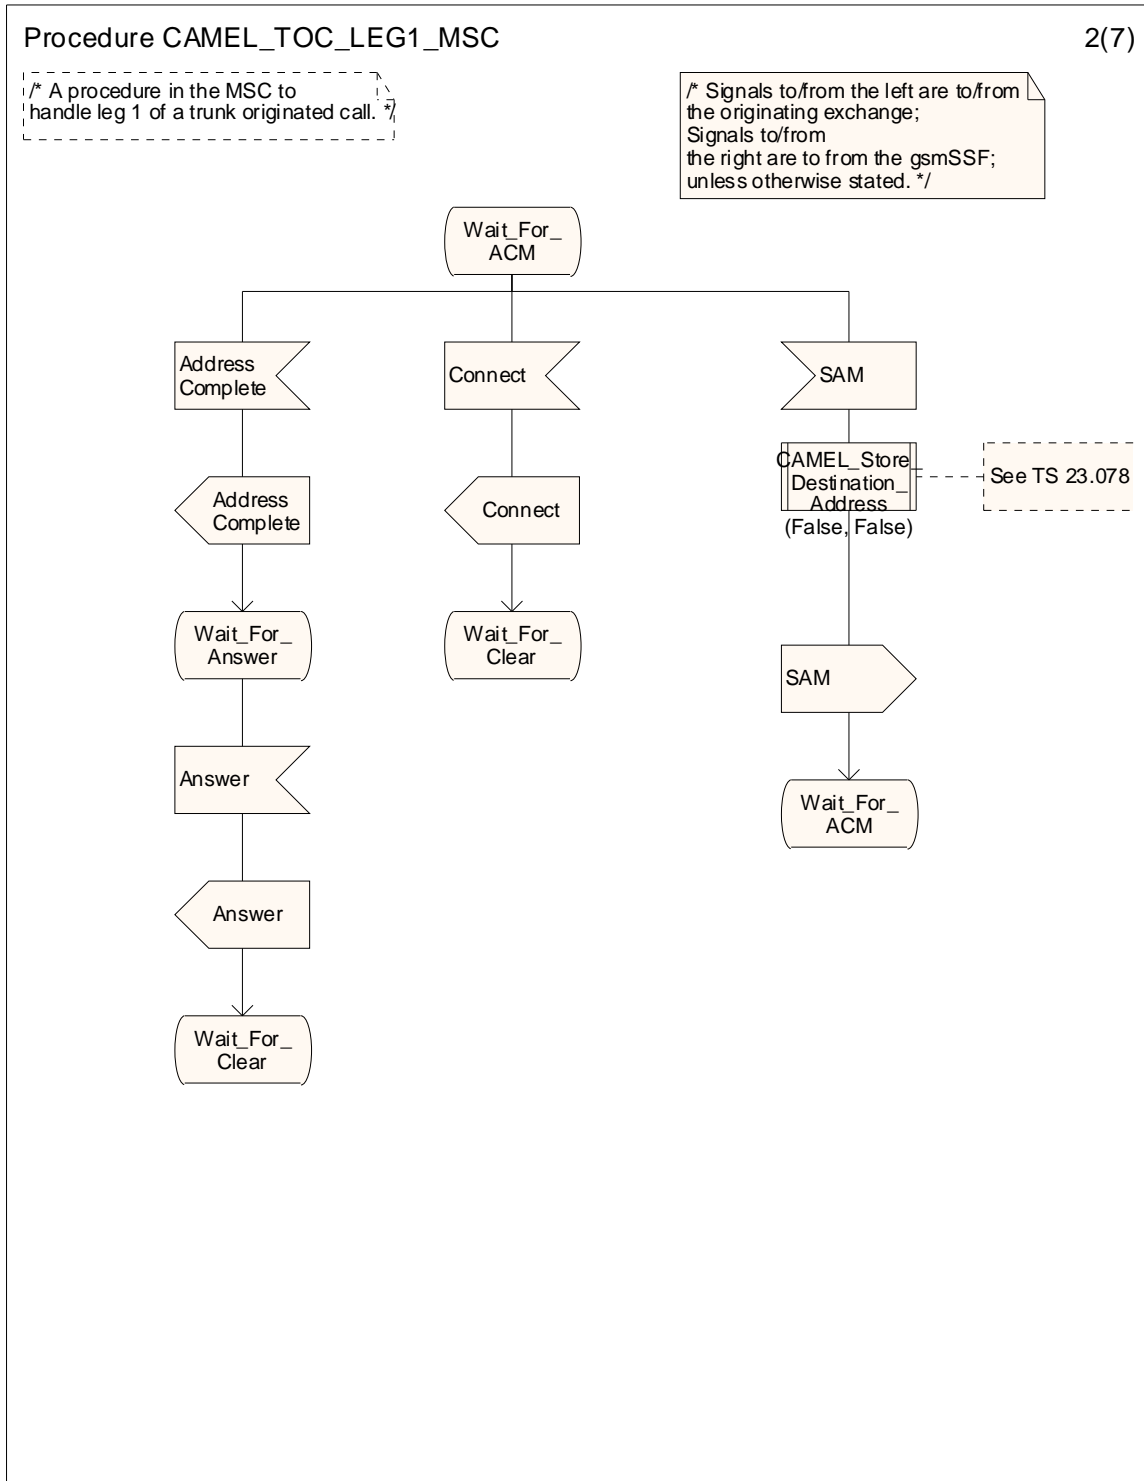 Procedure CAMEL_TOC_LEG1_MSC
2(7)
/* A procedure in the MSC to
handle leg 1 of a trunk originated call. */
/* Signals to/from the left are to/from
the originating exchange;
Signals to/from
the right are to from the gsmSSF;
unless otherwise stated. */
Wait_For_
ACM
Address
Complete
Connect
SAM
CAMEL_Store_
Destination_
Address
(False, False)
See TS 23.078
Address
Complete
Connect
Wait_For_
Answer
Wait_For_
Clear
SAM
Answer
Wait_For_
ACM
Answer
Wait_For_
Clear